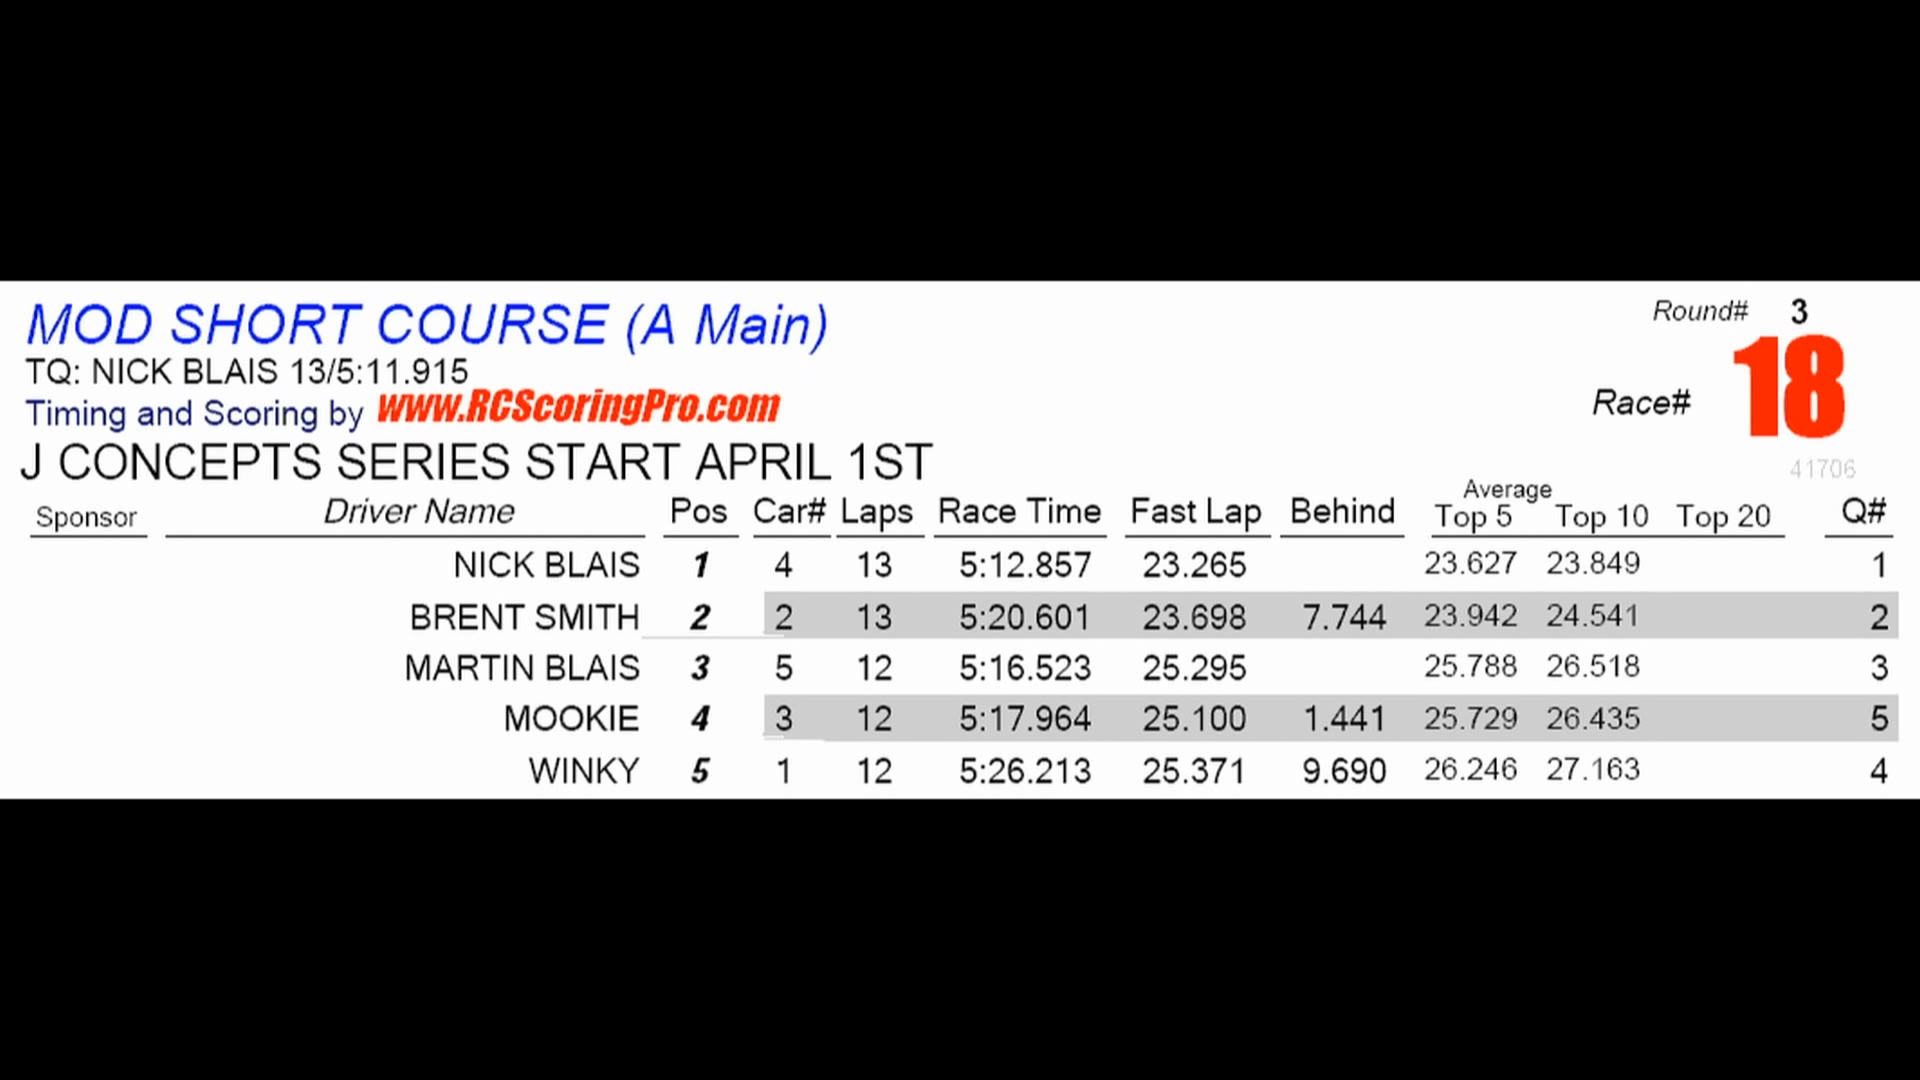 MOD SHORT COURSE (A Main)
Round# 3
TQ: NICK BLAIS 13/5:11.915
Timing and Scoring by www.RCScoringPro.com
Race# 18
J CONCEPTS SERIES START APRIL 1ST
41706
Average
Sponsor Driver Name Pos Car# Laps Race Time Fast Lap Behind Top 5 Top 10 Top 20 Q#
NICK BLAIS 1 4 13 5:12.857 23.265 23.627 23.849 1
BRENT SMITH 2 2 13 5:20.601 23.698 7.744 23.942 24.541 2
MARTIN BLAIS 3 5 12 5:16.523 25.295 25.788 26.518 3
MOOKIE 4 3 12 5:17.964 25.100 1.441 25.729 26.435 5
WINKY 5 1 12 5:26.213 25.371 9.690 26.246 27.163 4